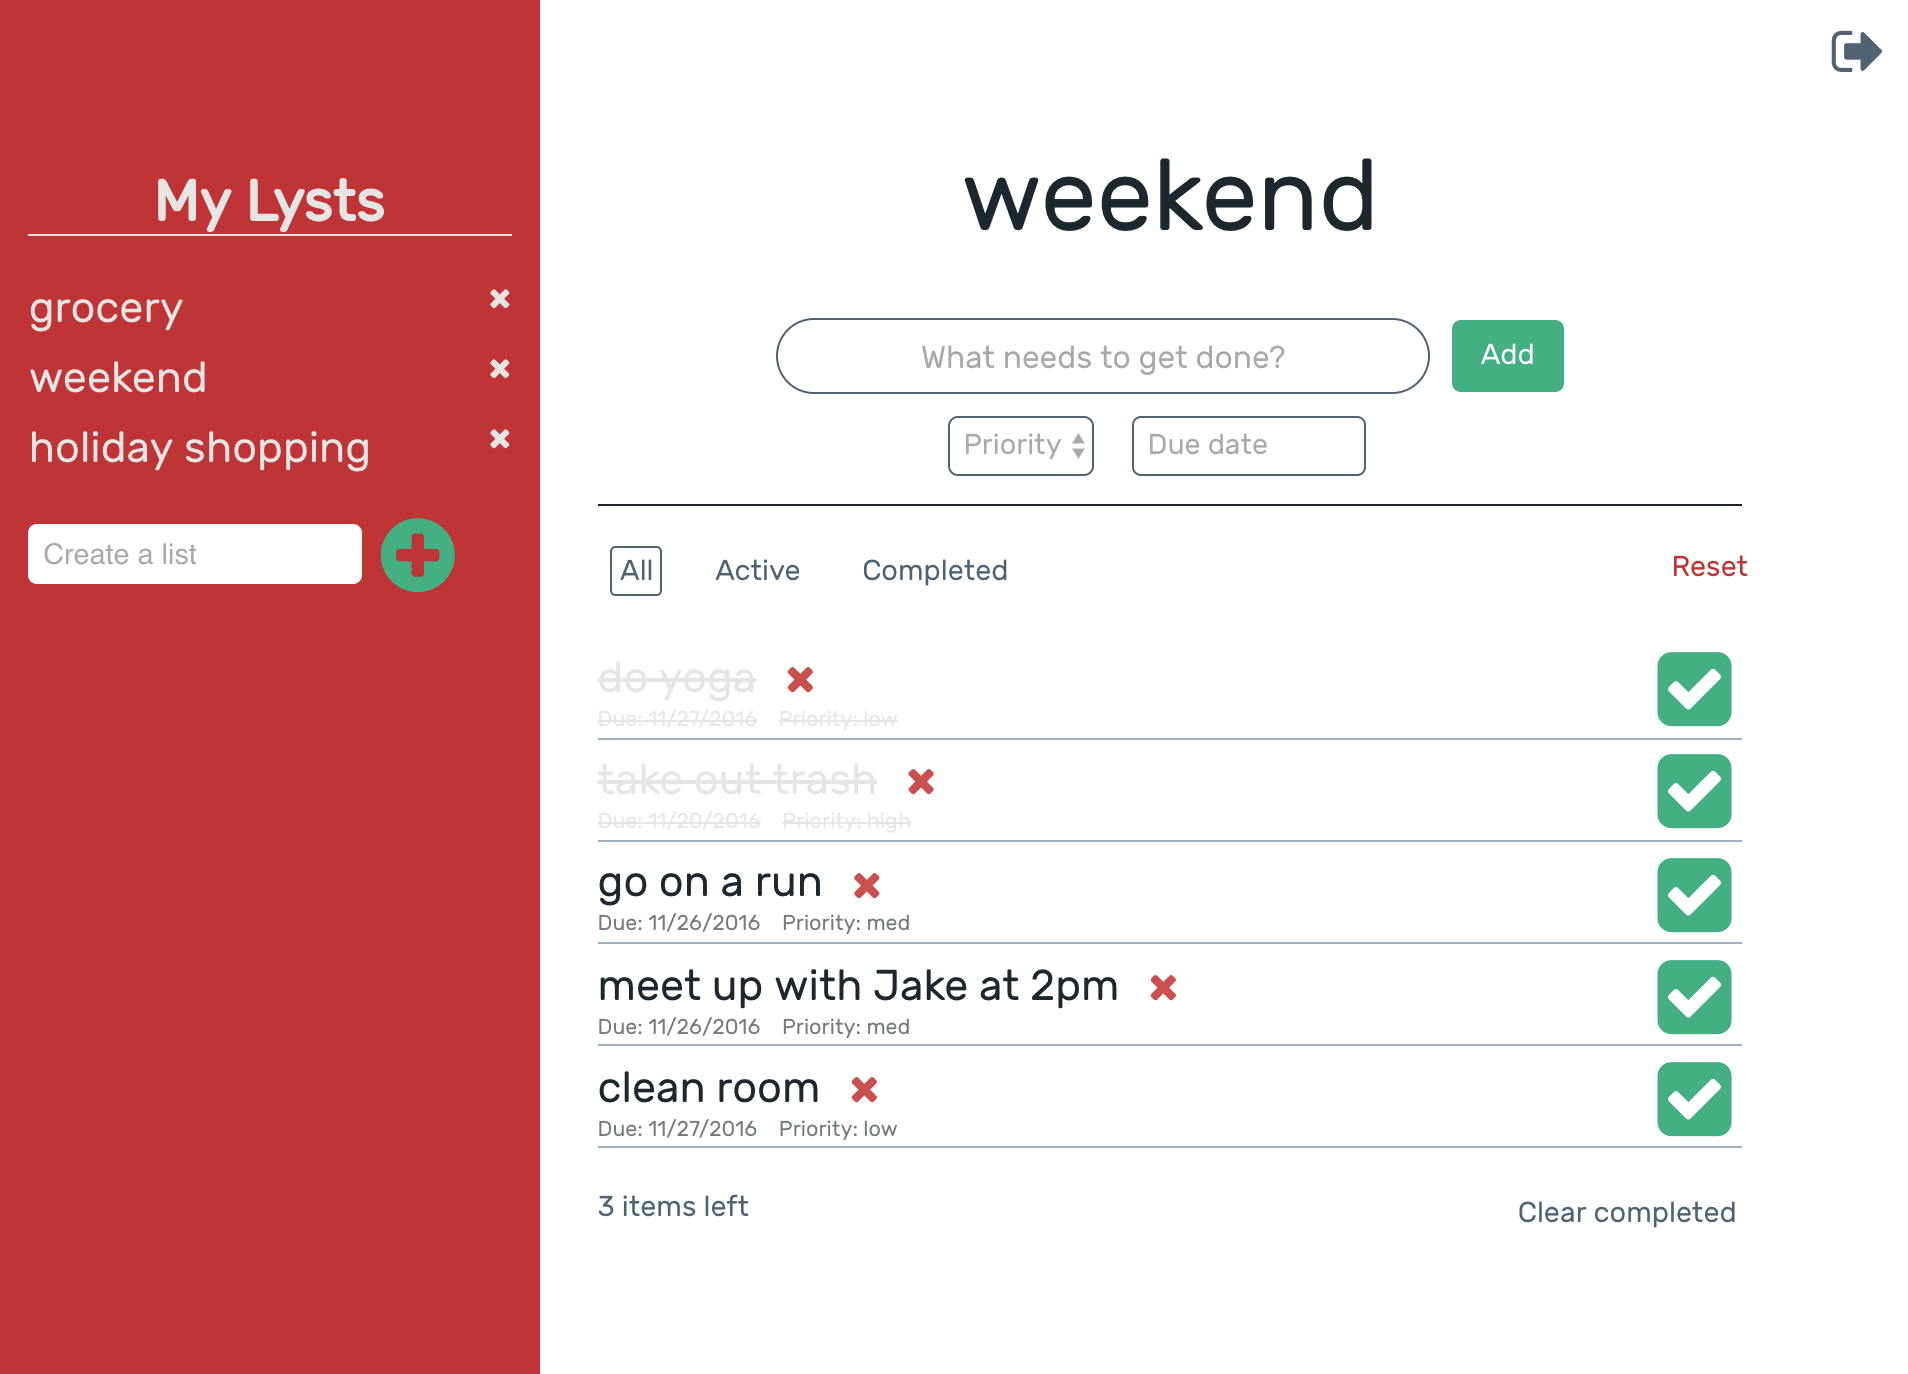 My Lysts
grocery
weekend
holiday shopping
Create a list
weekend
What needs to get done?
Add
Priority
Due date
All Active Completed
Reset
do yoga
Due: 11/27/2016 Priority: low
take out trash
Due: 11/20/2016 Priority: high
go on a run
Due: 11/26/2016 Priority: med
meet up with Jake at 2pm
Due: 11/26/2016 Priority: med
clean room
Due: 11/27/2016 Priority: low
3 items left
Clear completed